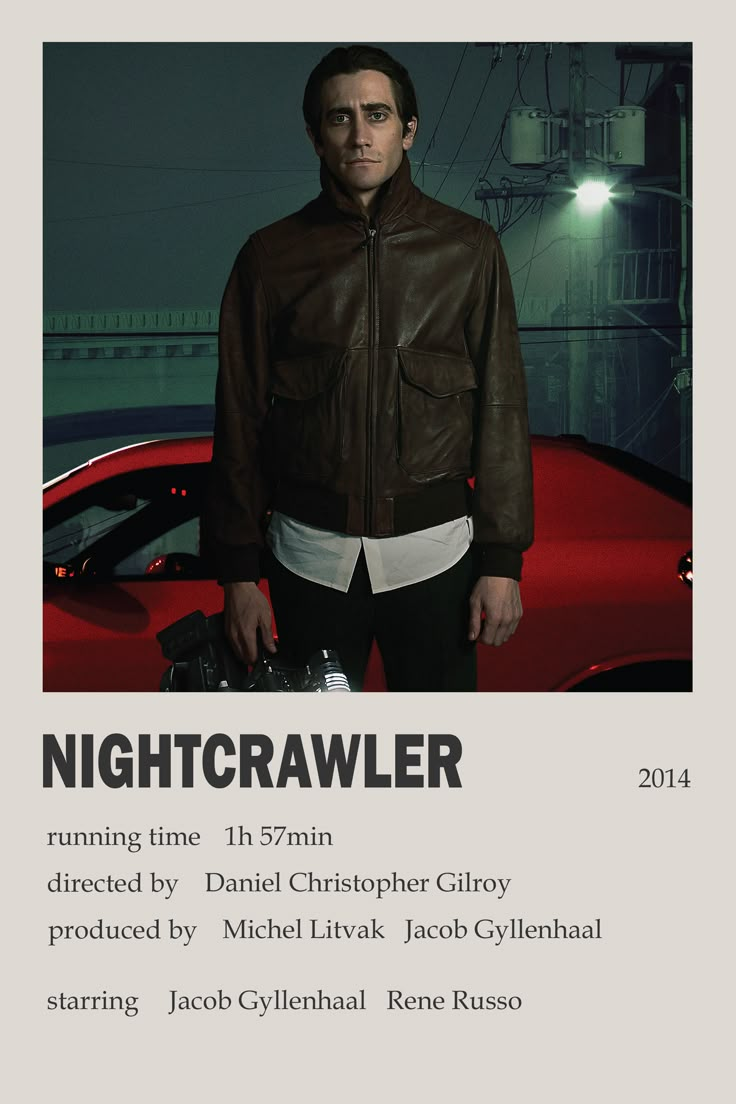 NIGHTCRAWLER
2014
running time 1h 57min
directed by Daniel Christopher Gilroy
produced by Michel Litvak Jacob Gyllenhaal
starring Jacob Gyllenhaal Rene Russo